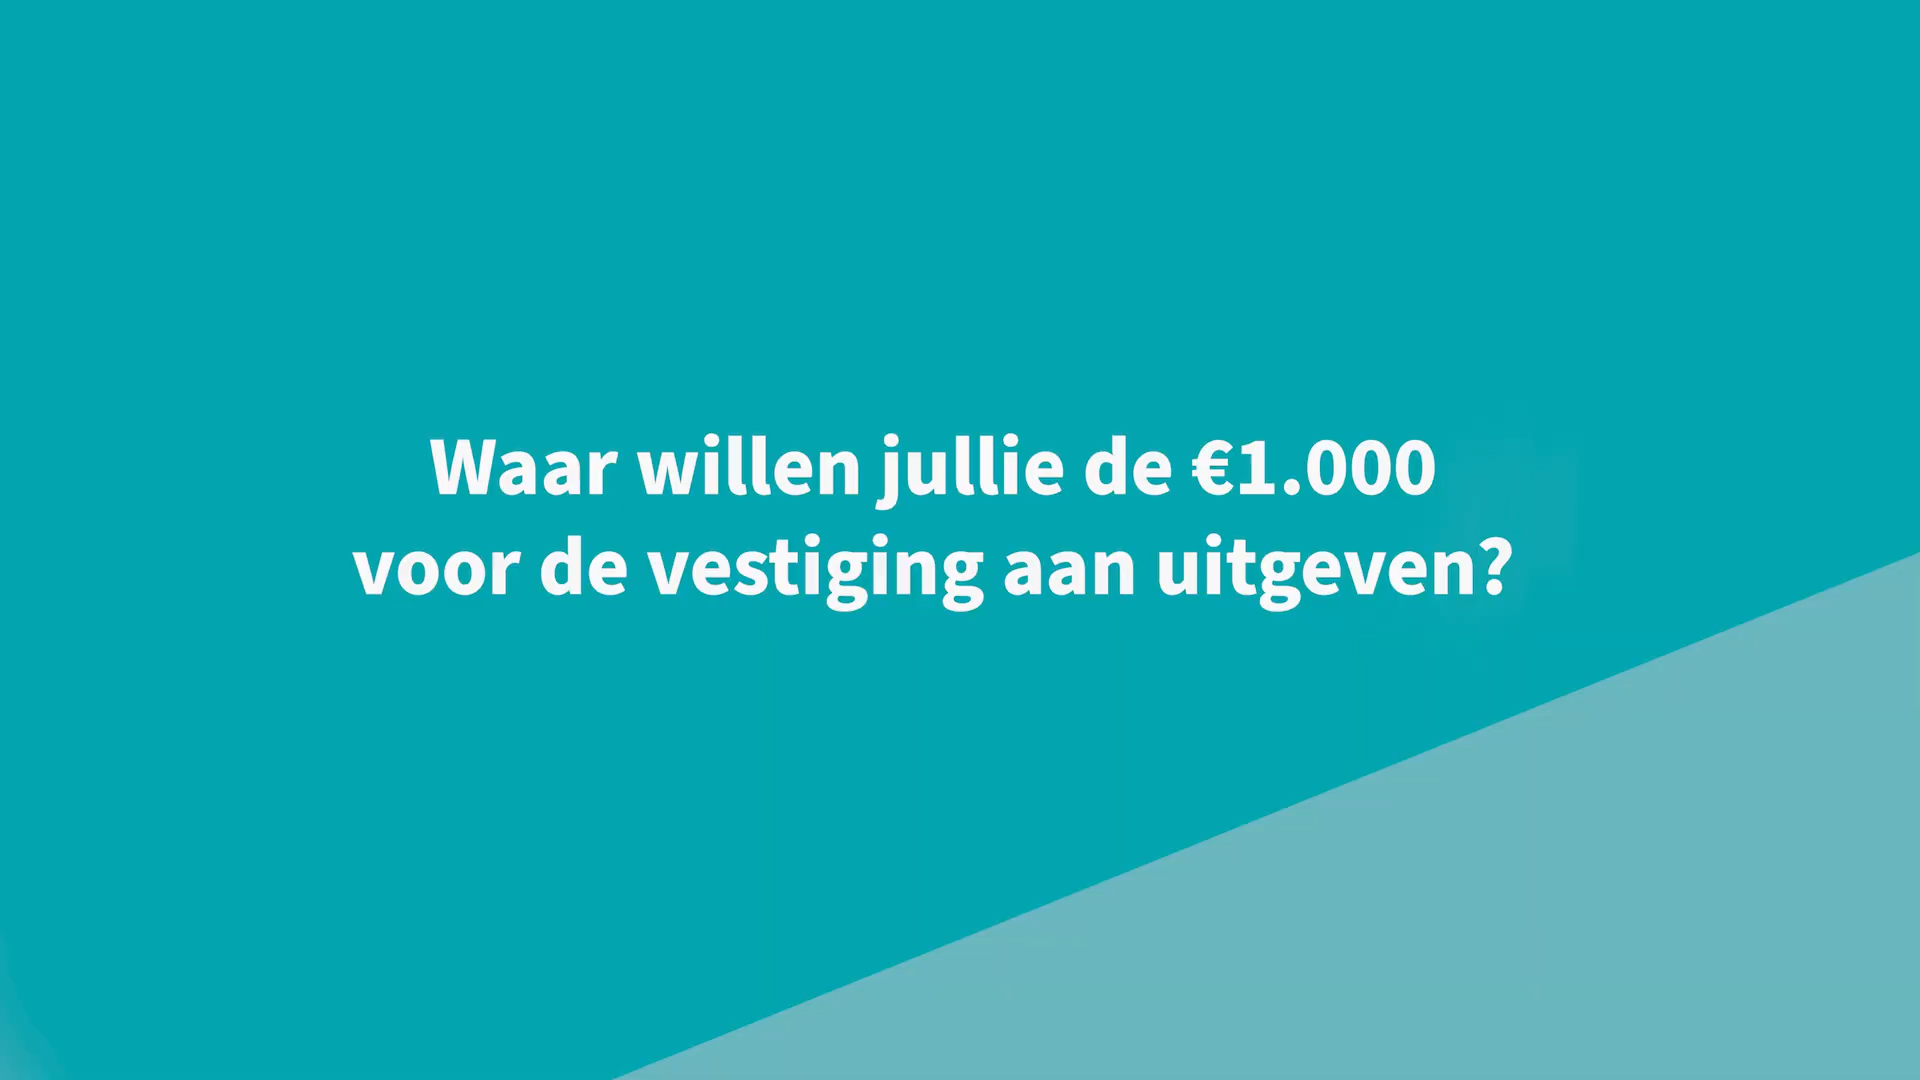 Waar willen jullie de €1.000
voor de vestiging aan uitgeven?